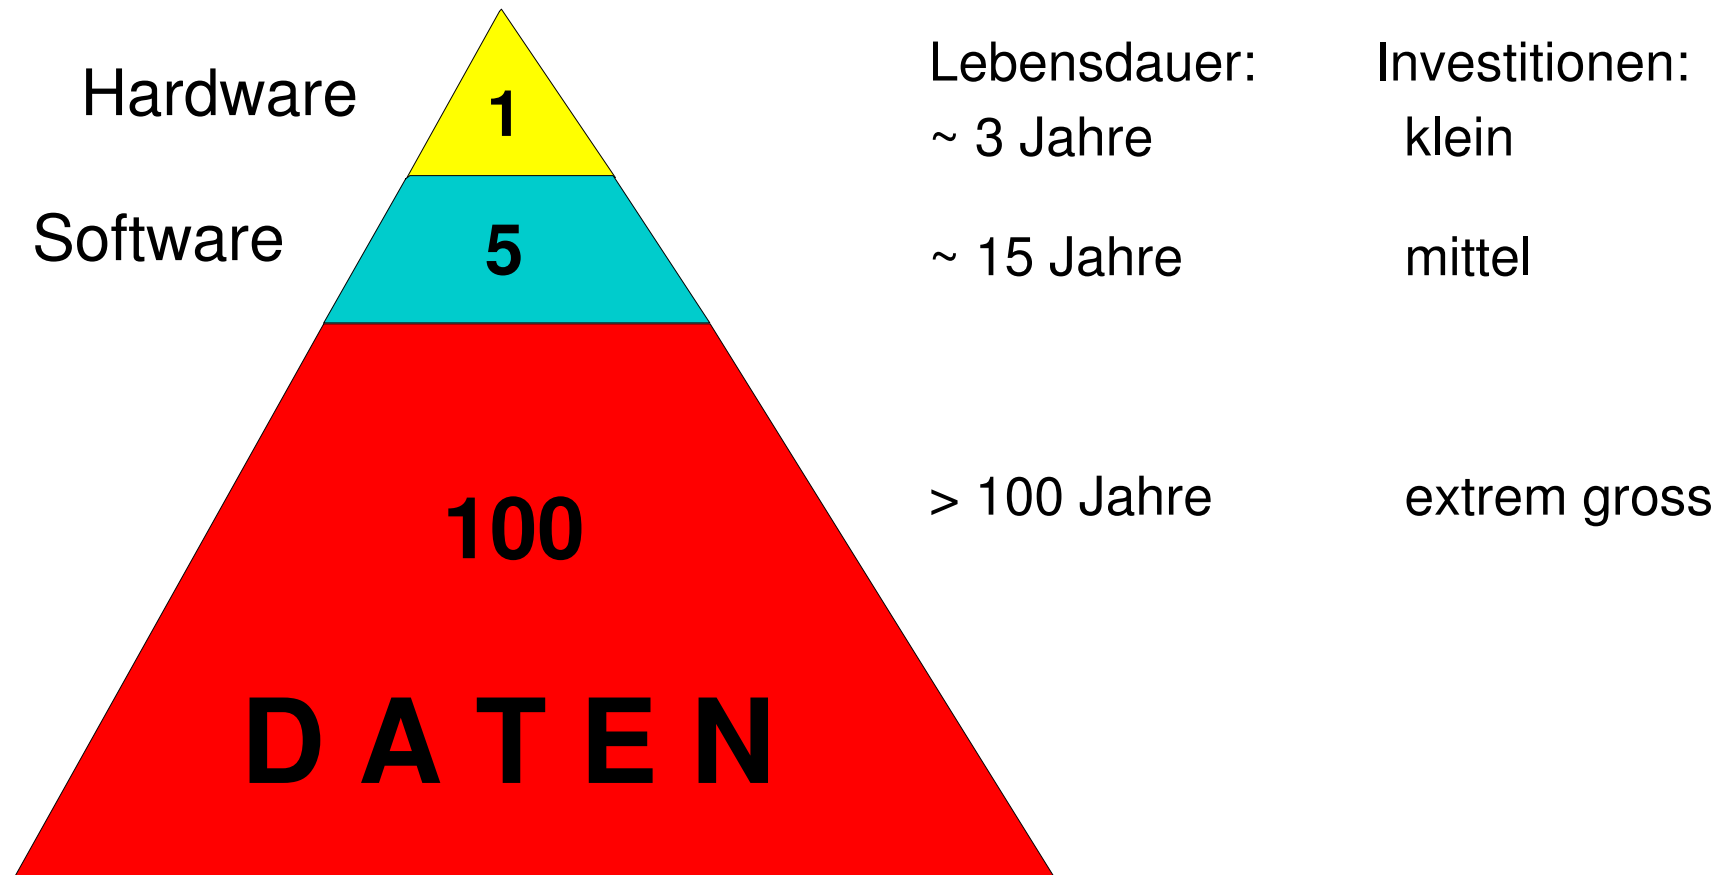 Hardware
1
Lebensdauer:
Investitionen:
~ 3 Jahre
klein
Software
5
~ 15 Jahre
mittel
100
> 100 Jahre
extrem gross
D A T E N